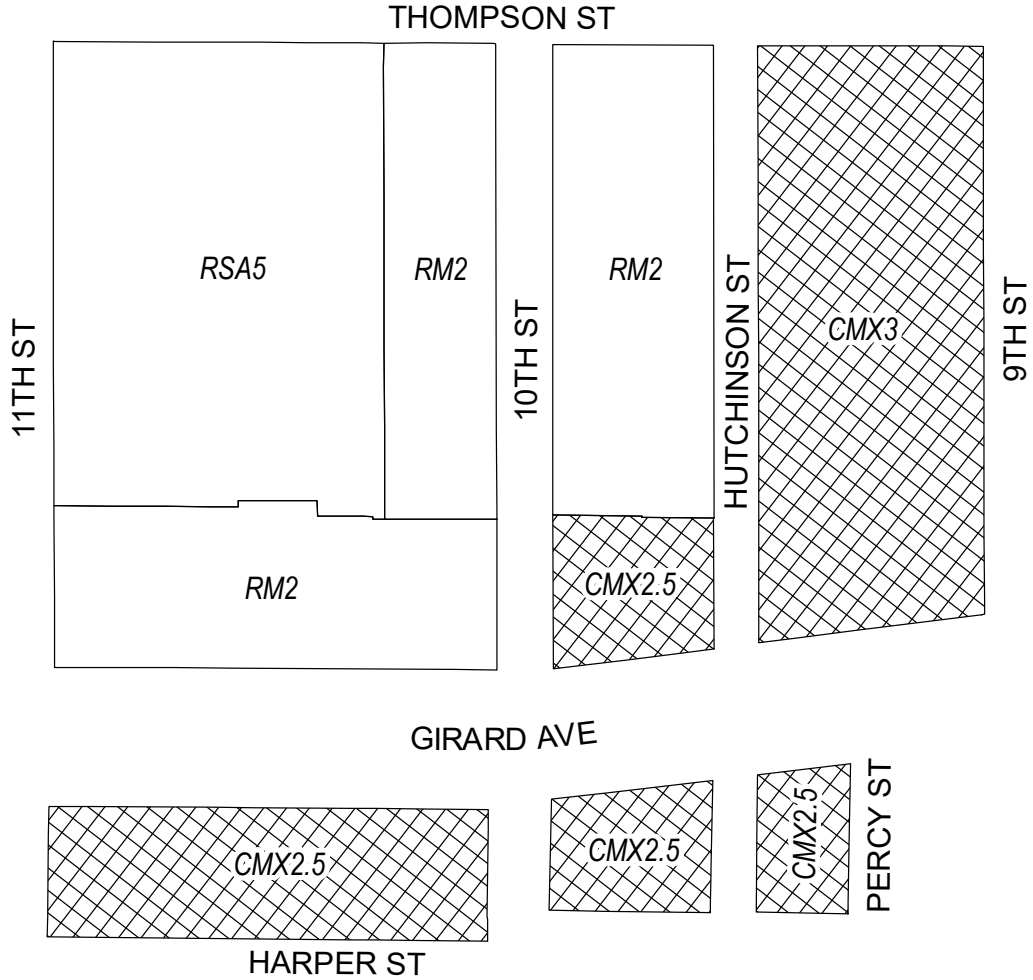 THOMPSON ST
RSA5
RM2
RM2
CMX3
11TH ST
10TH ST
HUTCHINSON ST
9TH ST
RM2
CMX2.5
GIRARD AVE
CMX2.5
CMX2.5
CMX2.5
PERCY ST
HARPER ST